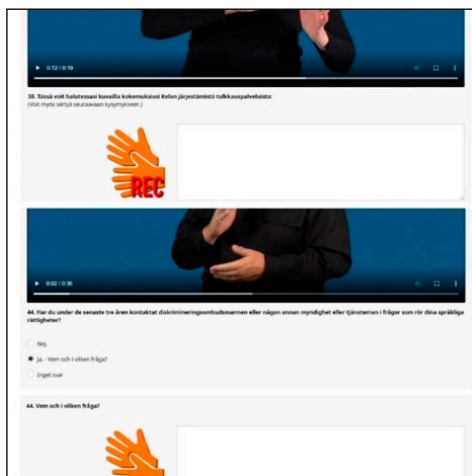 0:12 / 0:19
38. Tässä voit halutessasi kuvailla kokemuksiasi Kelan järjestämistä tulkkauspalveluista:
(Voit myös siirtyä seuraavaan kysymykseen.)
REC
0:02 / 0:36
44. Har du under de senaste tre åren kontaktat diskrimineringsombudsmannen eller någon annan myndighet eller tjänsteman i frågor som rör dina språkliga
rättigheter?
Nej
Ja. - Vem och i vilken fråga?
Inget svar
44. Vem och i vilken fråga?